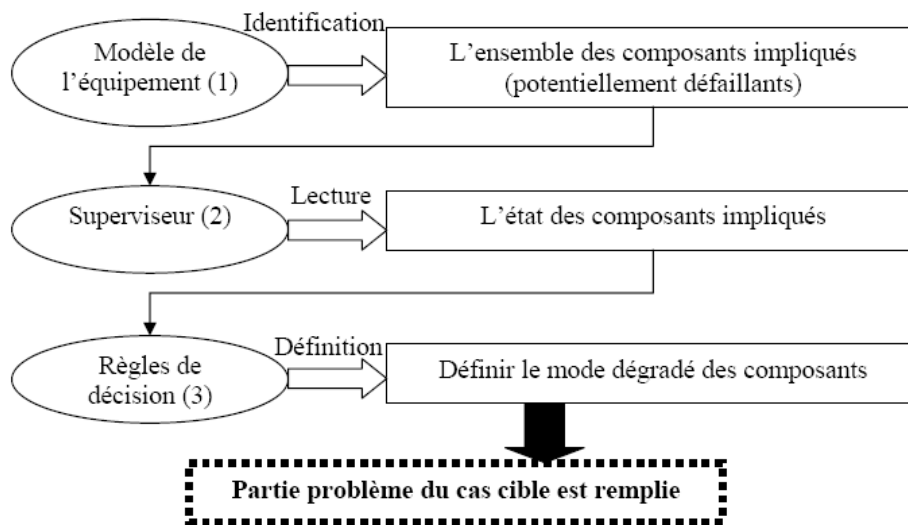 Identification
Modèle de
l'équipement (1)
L'ensemble des composants impliqués
(potentiellement défaillants)
Lecture
Superviseur (2)
L'état des composants impliqués
Définition
Règles de
décision (3)
Définir le mode dégradé des composants
Partie problème du cas cible est remplie